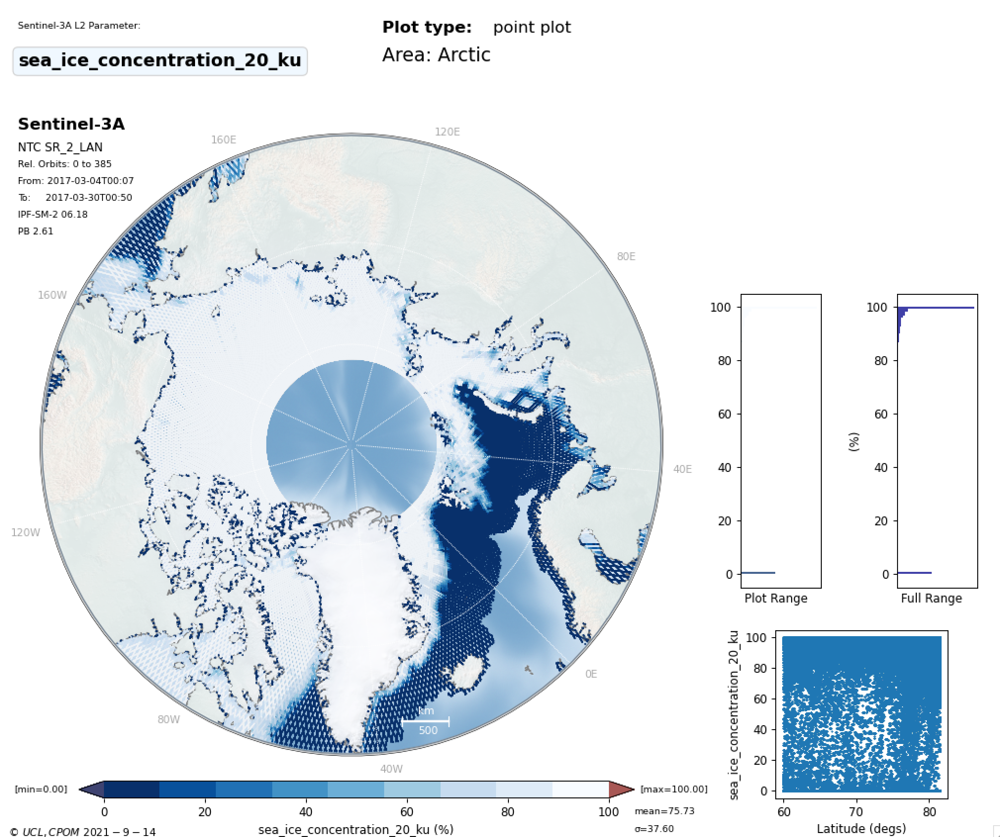 Sentinel-3A L2 Parameter:
Plot type: point plot
sea_ice_concentration_20_ku
Area: Arctic
Sentinel-3A
NTC SR_2_LAN
Rel. Orbits: 0 to 385
From: 2017-03-04T00:07
To: 2017-03-30T00:50
IPF-SM-2 06.18
PB 2.61
160E
120E
80E
160W
40E
120W
0E
80W
40W
km
500
100
80
60
40
20
0
Plot Range
(%)
100
80
60
40
20
0
Full Range
sea_ice_concentration_20_ku
100
80
60
40
20
0
60 70 80
Latitude (degs)
[min=0.00]
[max=100.00]
0 20 40 60 80 100
mean=75.73
σ=37.60
sea_ice_concentration_20_ku (%)
© UCL, CPOM 2021 − 9 − 14